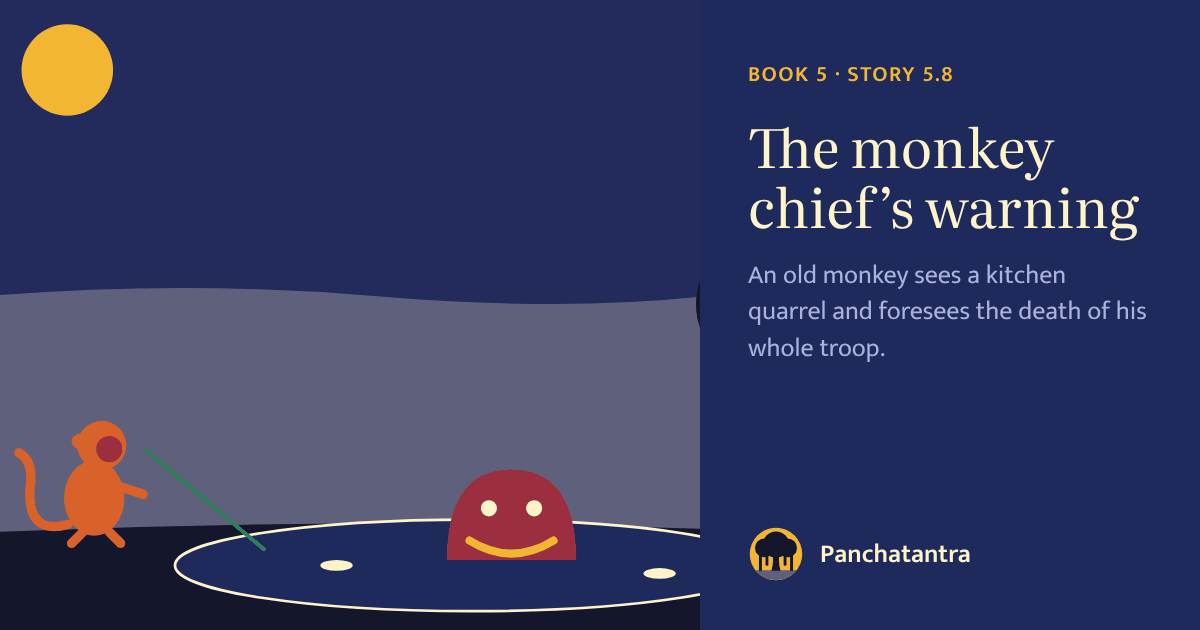 BOOK 5 · STORY 5.8
The monkey
chief’s warning
An old monkey sees a kitchen
quarrel and foresees the death of his
whole troop.
Panchatantra